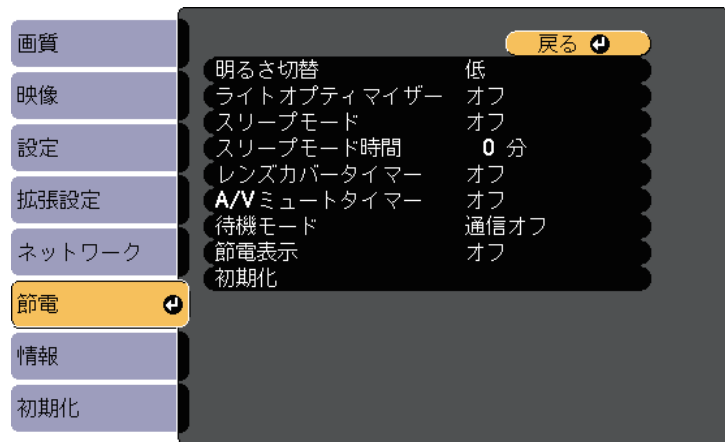 画質
映像
設定
拡張設定
ネットワーク
節電
情報
初期化
戻る
明るさ切替 低
ライトオプティマイザー オフ
スリープモード オフ
スリープモード時間 0 分
レンズカバータイマー オフ
A/Vミュートタイマー オフ
待機モード 通信オフ
節電表示 オフ
初期化